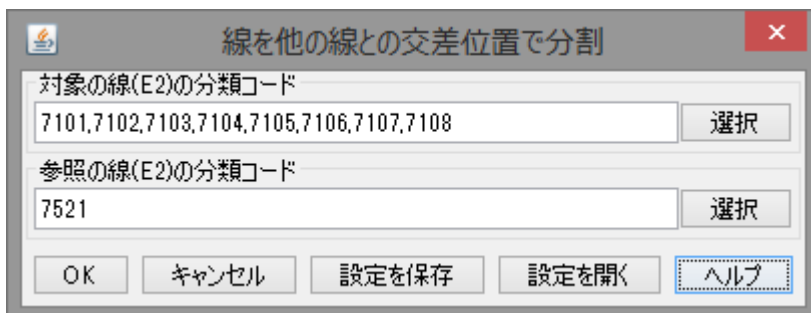 線を他の線との交差位置で分割
対象の線(E2)の分類コード
7101,7102,7103,7104,7105,7106,7107,7108
選択
参照の線(E2)の分類コード
7521
選択
OK キャンセル 設定を保存 設定を開く ヘルプ